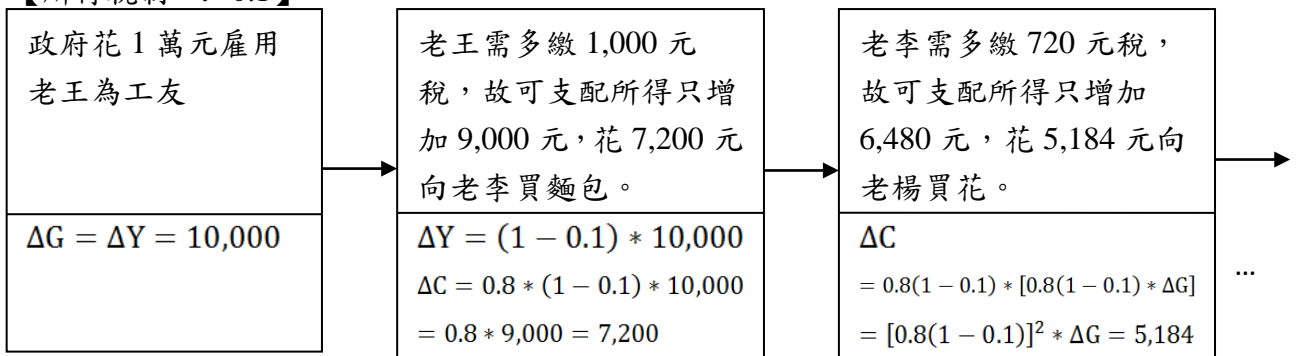 政府花 1 萬元雇用
老王為工友
ΔG = ΔY = 10,000
老王需多繳 1,000 元
稅，故可支配所得只增
加 9,000 元，花 7,200 元
向老李買麵包。
ΔY = (1 − 0.1) * 10,000
ΔC = 0.8 * (1 − 0.1) * 10,000
= 0.8 * 9,000 = 7,200
老李需多繳 720 元稅，
故可支配所得只增加
6,480 元，花 5,184 元向
老楊買花。
ΔC
= 0.8(1 − 0.1) * [0.8(1 − 0.1) * ΔG]
= [0.8(1 − 0.1)]² * ΔG = 5,184
...